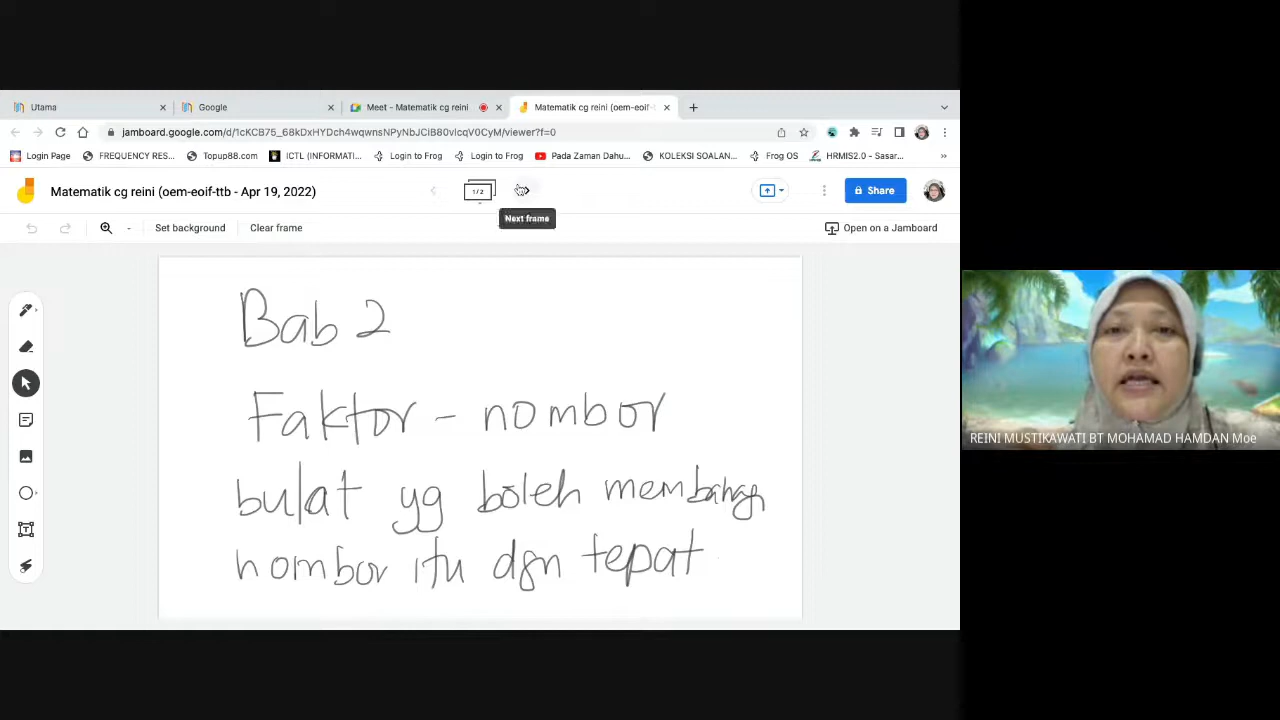 Utama
Google
Meet - Matematik cg reini
Matematik cg reini (oem-eoif-t
jamboard.google.com/d/1cKCB75_68kDxHYDch4wqwnsNPyNbJCiB80vlcqV0CyM/viewer?f=0
Login Page
FREQUENCY RES...
Topup88.com
ICTL (INFORMATI...
Login to Frog
Login to Frog
Pada Zaman Dahu...
KOLEKSI SOALAN...
Frog OS
HRMIS2.0 - Sasar...
»
Matematik cg reini (oem-eoif-ttb - Apr 19, 2022)
1/2
Share
Next frame
Set background
Clear frame
Open on a Jamboard
Bab 2
Faktor - nombor
bulat yg boleh membahagi
nombor itu dgn tepat
REINI MUSTIKAWATI BT MOHAMAD HAMDAN Moe